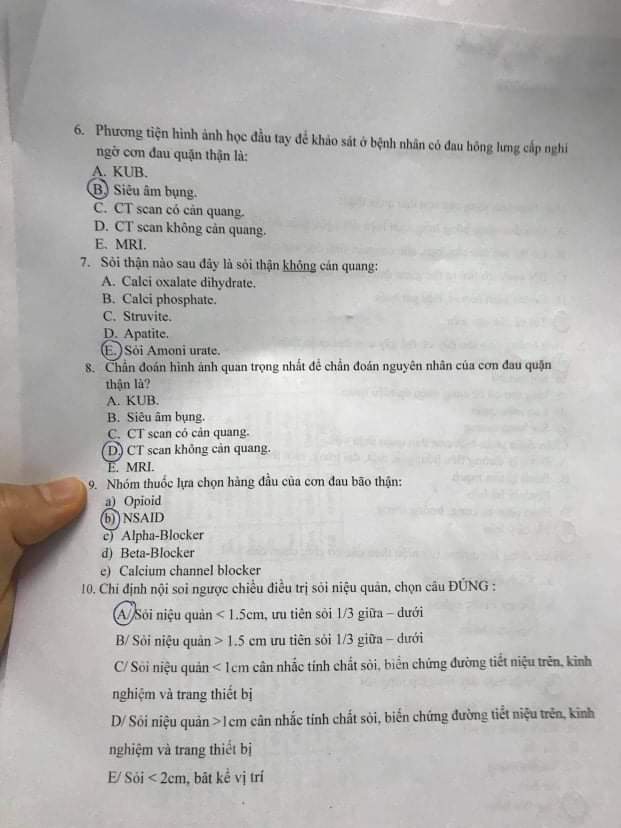 6. Phương tiện hình ảnh học đầu tay để khảo sát ở bệnh nhân có đau hông lưng cấp nghi
ngờ cơn đau quặn thận là:
A. KUB.
B. Siêu âm bụng.
C. CT scan có cản quang.
D. CT scan không cản quang.
E. MRI.
7. Sỏi thận nào sau đây là sỏi thận không cản quang:
A. Calci oxalate dihydrate.
B. Calci phosphate.
C. Struvite.
D. Apatite.
E. Sỏi Amoni urate.
8. Chẩn đoán hình ảnh quan trọng nhất để chẩn đoán nguyên nhân của cơn đau quặn
thận là?
A. KUB.
B. Siêu âm bụng.
C. CT scan có cản quang.
D. CT scan không cản quang.
E. MRI.
9. Nhóm thuốc lựa chọn hàng đầu của cơn đau bão thận:
a) Opioid
b) NSAID
c) Alpha-Blocker
d) Beta-Blocker
e) Calcium channel blocker
10. Chỉ định nội soi ngược chiều điều trị sỏi niệu quản, chọn câu ĐÚNG :
A/ Sỏi niệu quản < 1.5cm, ưu tiên sỏi 1/3 giữa – dưới
B/ Sỏi niệu quản > 1.5 cm ưu tiên sỏi 1/3 giữa – dưới
C/ Sỏi niệu quản < 1cm cân nhắc tính chất sỏi, biến chứng đường tiết niệu trên, kinh
nghiệm và trang thiết bị
D/ Sỏi niệu quản >1cm cân nhắc tính chất sỏi, biến chứng đường tiết niệu trên, kinh
nghiệm và trang thiết bị
E/ Sỏi < 2cm, bất kể vị trí